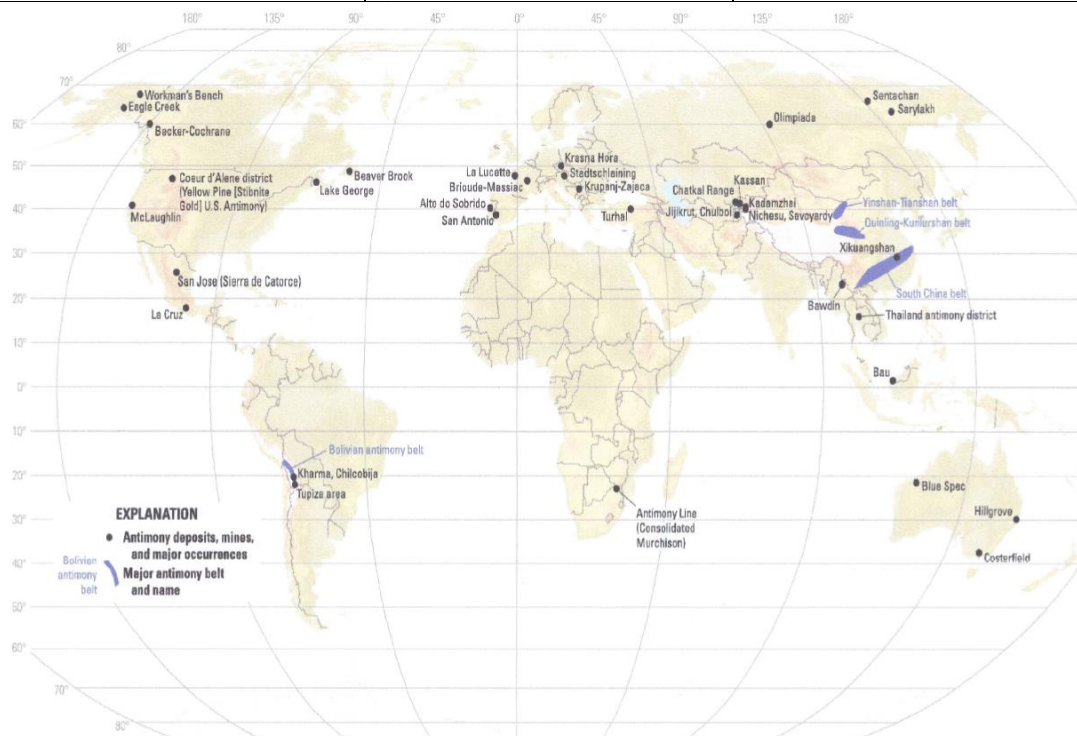 180°
135°
90°
45°
0°
45°
90°
135°
180°
80°
70°
60°
50°
40°
30°
20°
10°
0°
10°
20°
30°
40°
50°
60°
70°
80°
Workman's Bench
Eagle Creek
Becker-Cochrane
Coeur d'Alene district
(Yellow Pine [Stibnite
Gold] U.S. Antimony)
McLaughlin
Beaver Brook
Lake George
San Jose (Sierra de Catorce)
La Cruz
La Lucette
Brioude-Massiac
Alto do Sobrido
San Antonio
Krasna Hora
Stadtschlaining
Krupanj-Zajaca
Turhal
Olimpiada
Sentachan
Sarylakh
Kassan
Chatkal Range
Kadamzhai
Jijikrut, Chulboi
Nichesu, Savoyardy
Yinshan-Tianshan belt
Quinling-Kunlurshan belt
Xikuangshan
South China belt
Bawdin
Thailand antimony district
Bau
Bolivian antimony belt
Kharma, Chilcobija
Tupiza area
Antimony Line
(Consolidated
Murchison)
Blue Spec
Hillgrove
Costerfield
EXPLANATION
Antimony deposits, mines,
and major occurrences
Bolivian
antimony
belt
Major antimony belt
and name